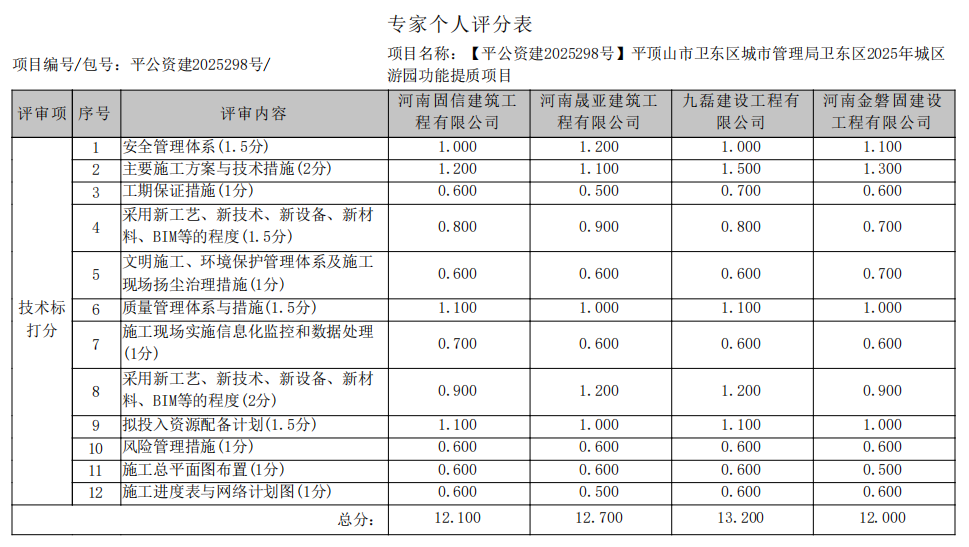 专家个人评分表
项目编号/包号：平公资建2025298号/
项目名称：【平公资建2025298号】平顶山市卫东区城市管理局卫东区2025年城区
游园功能提质项目
评审项 序号 评审内容 河南固信建筑工程有限公司 河南晟亚建筑工程有限公司 九磊建设工程有限公司 河南金磐固建设工程有限公司
技术标打分
1 安全管理体系(1.5分) 1.000 1.200 1.000 1.100
2 主要施工方案与技术措施(2分) 1.200 1.100 1.500 1.300
3 工期保证措施(1分) 0.600 0.500 0.700 0.600
4 采用新工艺、新技术、新设备、新材料、BIM等的程度(1.5分) 0.800 0.900 0.800 0.700
5 文明施工、环境保护管理体系及施工现场扬尘治理措施(1分) 0.600 0.600 0.600 0.700
6 质量管理体系与措施(1.5分) 1.100 1.000 1.100 1.000
7 施工现场实施信息化监控和数据处理(1分) 0.700 0.600 0.600 0.600
8 采用新工艺、新技术、新设备、新材料、BIM等的程度(2分) 0.900 1.200 1.200 0.900
9 拟投入资源配备计划(1.5分) 1.100 1.000 1.100 1.000
10 风险管理措施(1分) 0.600 0.600 0.600 0.600
11 施工总平面图布置(1分) 0.600 0.600 0.600 0.500
12 施工进度表与网络计划图(1分) 0.600 0.500 0.600 0.600
总分： 12.100 12.700 13.200 12.000